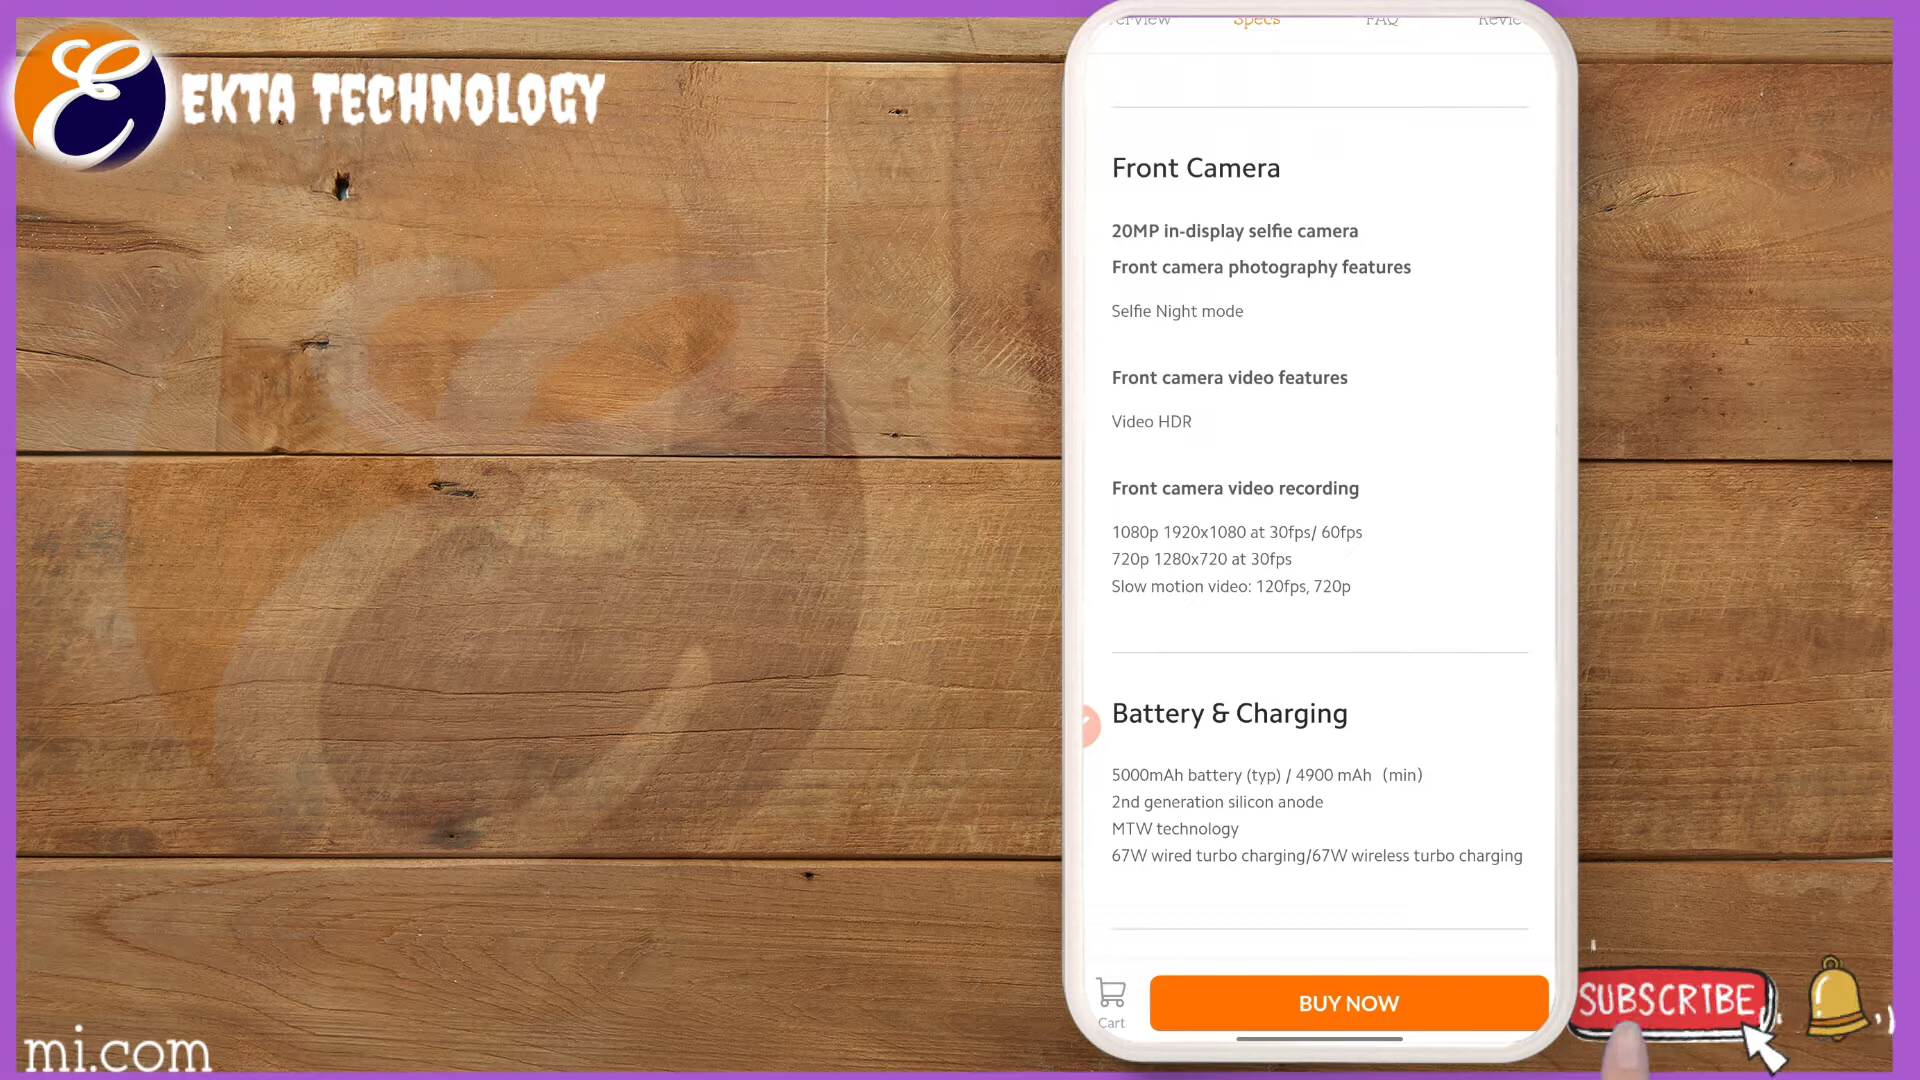 EKTA TECHNOLOGY
Specs
FAQ
Front Camera
20MP in-display selfie camera
Front camera photography features
Selfie Night mode
Front camera video features
Video HDR
Front camera video recording
1080p 1920x1080 at 30fps/ 60fps
720p 1280x720 at 30fps
Slow motion video: 120fps, 720p
Battery & Charging
5000mAh battery (typ) / 4900 mAh（min）
2nd generation silicon anode
MTW technology
67W wired turbo charging/67W wireless turbo charging
Cart
BUY NOW
SUBSCRIBE
mi.com